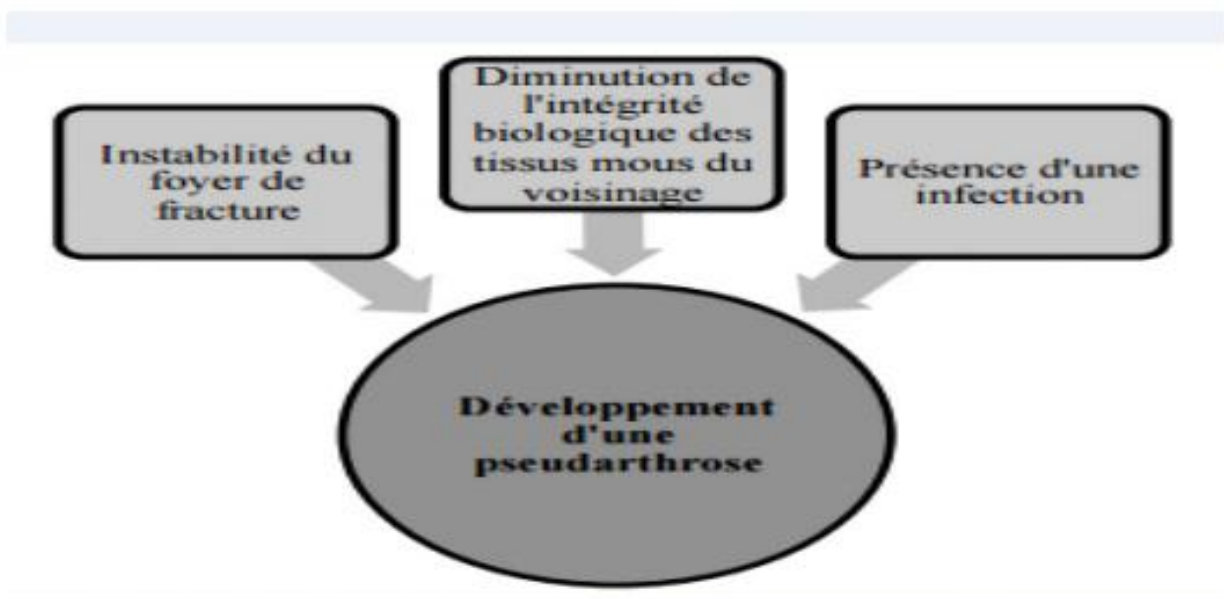 Instabilité du
foyer de
fracture
Diminution de
l'intégrité
biologique des
tissus mous du
voisinage
Présence d'une
infection
Développement
d'une
pseudarthrose